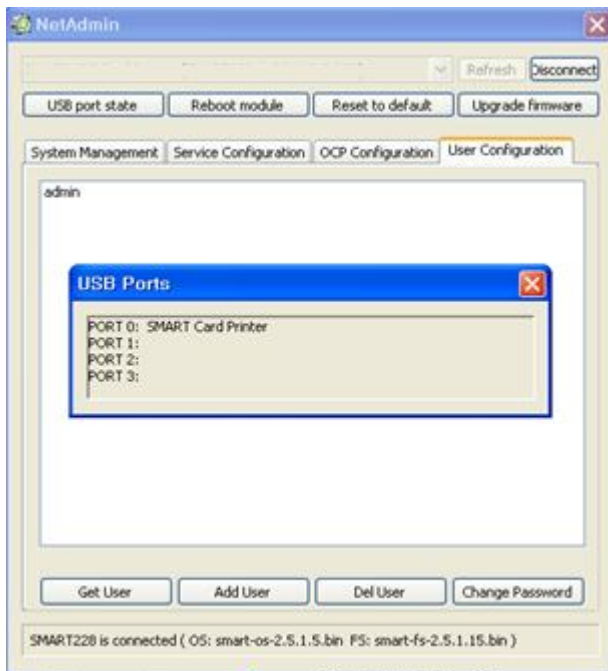 NetAdmin
Refresh Disconnect
USB port state Reboot module Reset to default Upgrade firmware
System Management Service Configuration OCP Configuration User Configuration
admin
USB Ports
PORT 0: SMART Card Printer
PORT 1:
PORT 2:
PORT 3:
Get User Add User Del User Change Password
SMART228 is connected ( OS: smart-os-2.5.1.5.bin FS: smart-fs-2.5.1.15.bin )